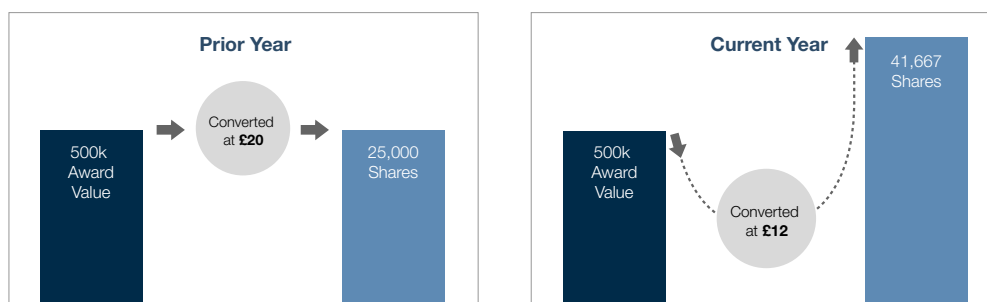 Prior Year
500k
Award
Value
Converted
at £20
25,000
Shares
Current Year
500k
Award
Value
Converted
at £12
41,667
Shares